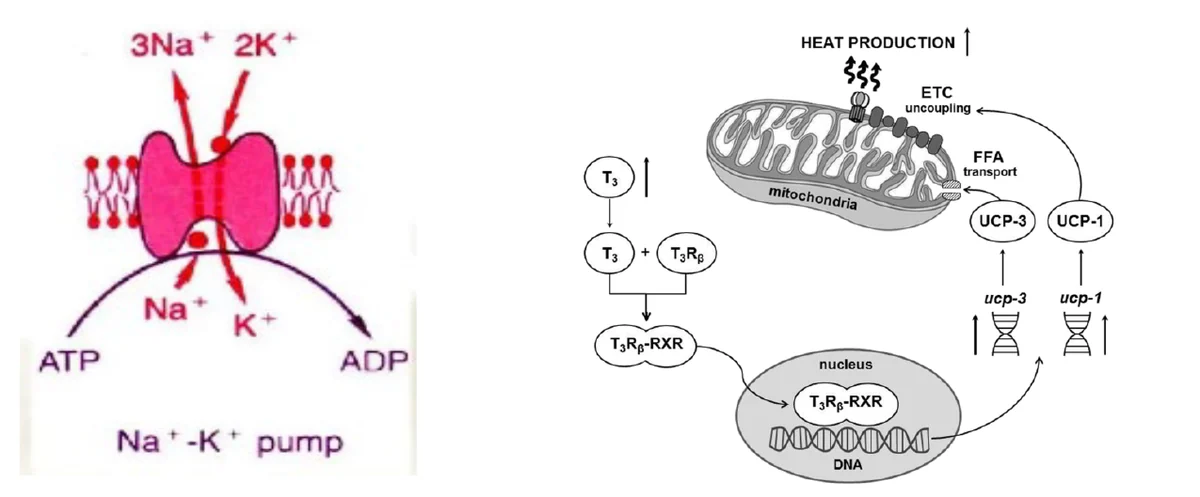 3Na⁺ 2K⁺
Na⁺
K⁺
ATP
ADP
Na⁺-K⁺ pump
HEAT PRODUCTION ↑
ETC
uncoupling
FFA
transport
mitochondria
T₃ ↑
UCP-3
UCP-1
T₃ + T₃Rᵦ
ucp-3
ucp-1
T₃Rᵦ-RXR
nucleus
T₃Rᵦ-RXR
DNA